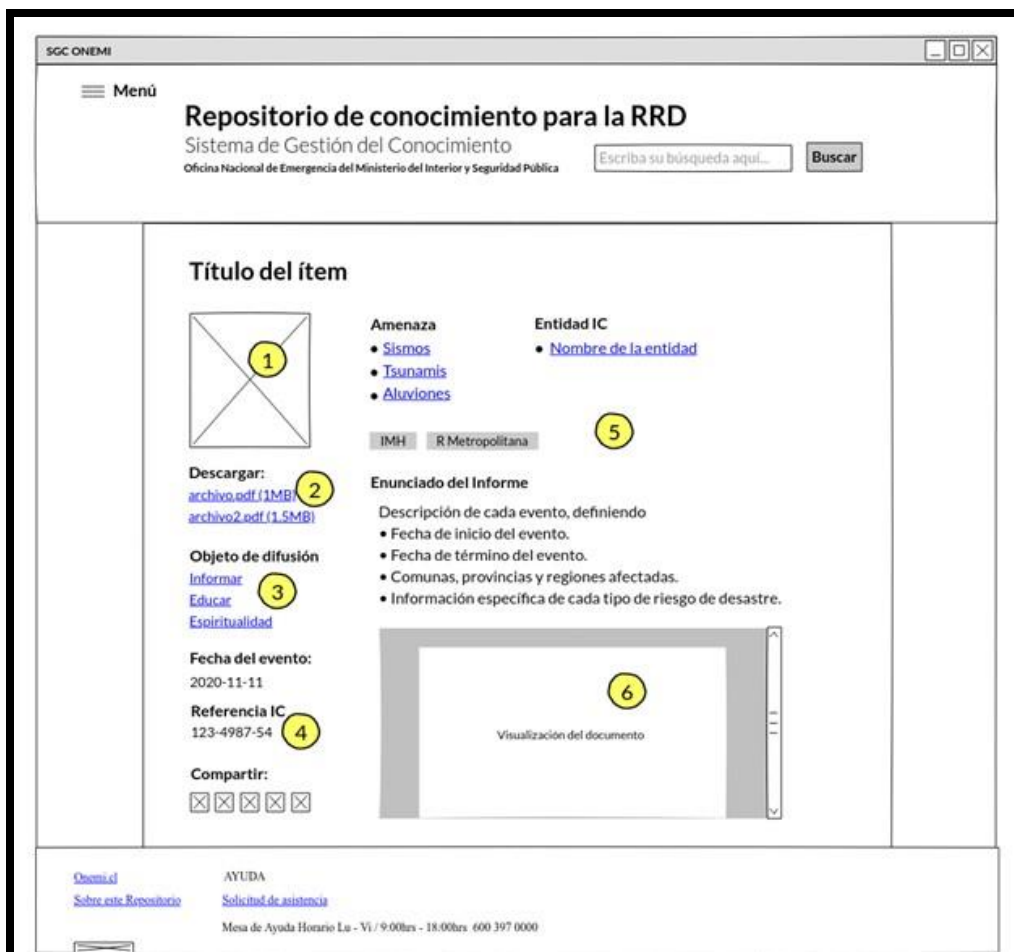 SGC ONEMI
Menú
Repositorio de conocimiento para la RRD
Sistema de Gestión del Conocimiento
Oficina Nacional de Emergencia del Ministerio del Interior y Seguridad Pública
Escriba su búsqueda aquí...
Buscar
Título del ítem
1
Descargar:
archivo.pdf (1MB)
2
archivo2.pdf (1.5MB)
Objeto de difusión
Informar
Educar
3
Espiritualidad
Fecha del evento:
2020-11-11
Referencia IC
123-4987-54
4
Compartir:
Amenaza
• Sismos
• Tsunamis
• Aluviones
Entidad IC
• Nombre de la entidad
IMH
R Metropolitana
5
Enunciado del Informe
Descripción de cada evento, definiendo
• Fecha de inicio del evento.
• Fecha de término del evento.
• Comunas, provincias y regiones afectadas.
• Información específica de cada tipo de riesgo de desastre.
6
Visualización del documento
Onemi.cl
Sobre este Repositorio
AYUDA
Solicitud de asistencia
Mesa de Ayuda Horario Lu - Vi / 9:00hrs - 18:00hrs 600 397 0000